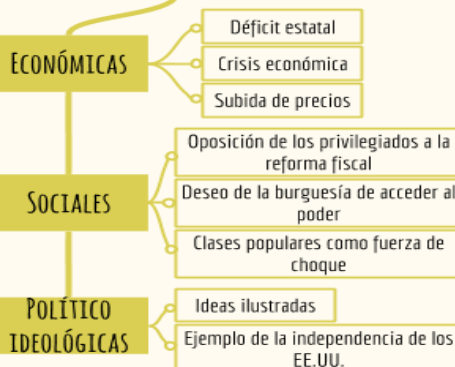 ECONÓMICAS
Déficit estatal
Crisis económica
Subida de precios
SOCIALES
Oposición de los privilegiados a la
reforma fiscal
Deseo de la burguesía de acceder al
poder
Clases populares como fuerza de
choque
POLÍTICO
IDEOLÓGICAS
Ideas ilustradas
Ejemplo de la independencia de los
EE.UU.